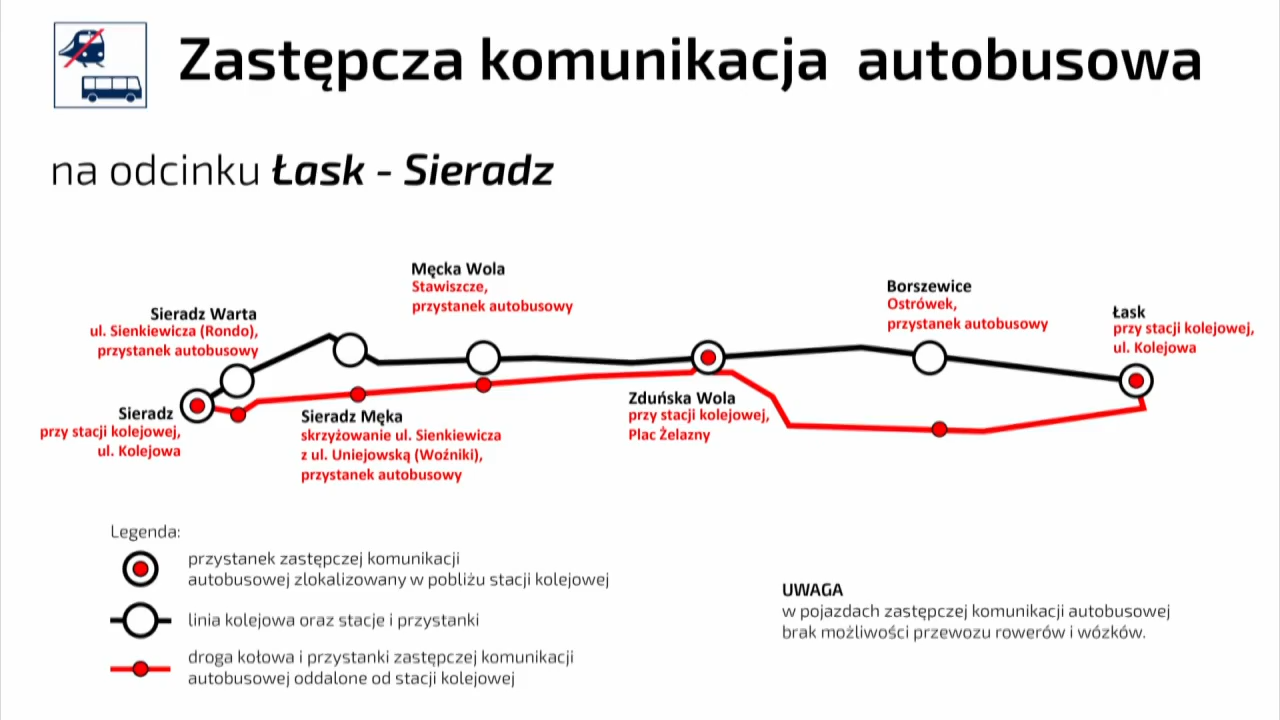 Zastępcza komunikacja autobusowa
na odcinku Łask - Sieradz
Męcka Wola
Stawiszcze,
przystanek autobusowy
Borszewice
Ostrówek,
przystanek autobusowy
Sieradz Warta
ul. Sienkiewicza (Rondo),
przystanek autobusowy
Łask
przy stacji kolejowej,
ul. Kolejowa
Sieradz
przy stacji kolejowej,
ul. Kolejowa
Sieradz Męka
skrzyżowanie ul. Sienkiewicza
z ul. Uniejowską (Woźniki),
przystanek autobusowy
Zduńska Wola
przy stacji kolejowej,
Plac Żelazny
Legenda:
przystanek zastępczej komunikacji
autobusowej zlokalizowany w pobliżu stacji kolejowej
linia kolejowa oraz stacje i przystanki
droga kołowa i przystanki zastępczej komunikacji
autobusowej oddalone od stacji kolejowej
UWAGA
w pojazdach zastępczej komunikacji autobusowej
brak możliwości przewozu rowerów i wózków.